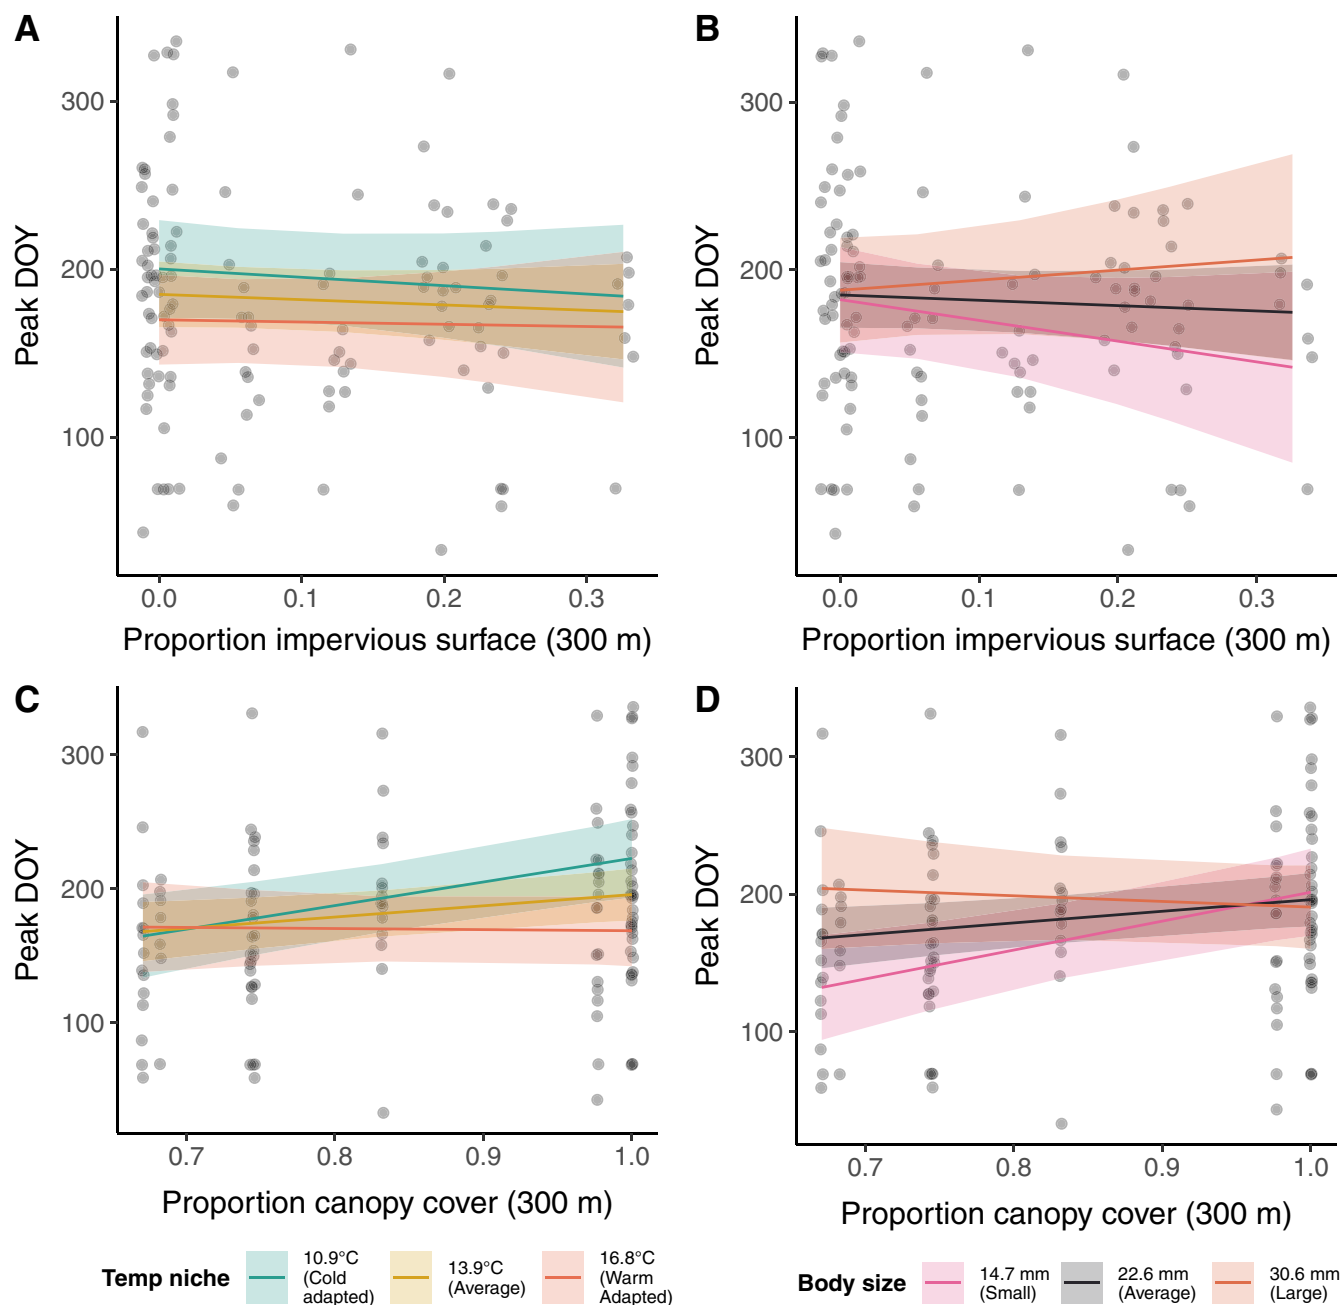 A
Peak DOY
300
200
100
0.0 0.1 0.2 0.3
Proportion impervious surface (300 m)
B
Peak DOY
300
200
100
0.0 0.1 0.2 0.3
Proportion impervious surface (300 m)
C
Peak DOY
300
200
100
0.7 0.8 0.9 1.0
Proportion canopy cover (300 m)
D
Peak DOY
300
200
100
0.7 0.8 0.9 1.0
Proportion canopy cover (300 m)
Temp niche
10.9°C
(Cold
adapted)
13.9°C
(Average)
16.8°C
(Warm
Adapted)
Body size
14.7 mm
(Small)
22.6 mm
(Average)
30.6 mm
(Large)